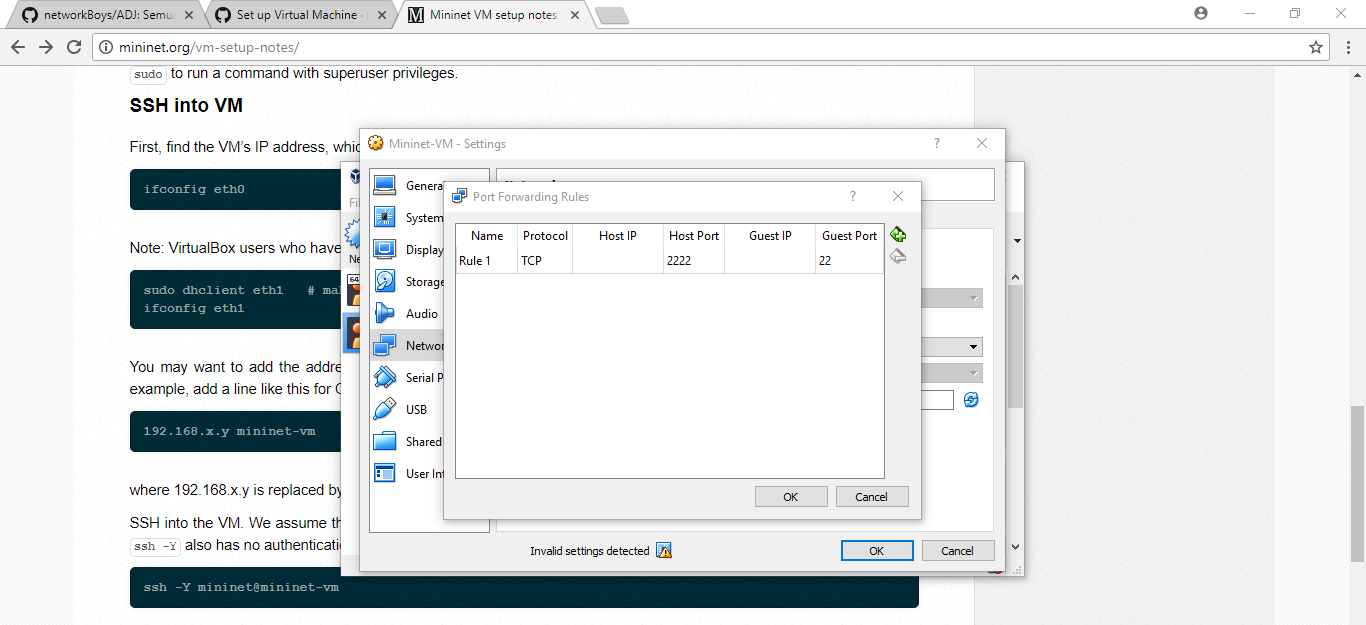 networkBoys/ADJ: Semua
Set up Virtual Machine
Mininet VM setup notes
mininet.org/vm-setup-notes/
sudo to run a command with superuser privileges.
SSH into VM
First, find the VM's IP address, whic
ifconfig eth0
Note: VirtualBox users who have
sudo dhclient eth1 # ma
ifconfig eth1
You may want to add the addre
example, add a line like this for
192.168.x.y mininet-vm
where 192.168.x.y is replaced by
SSH into the VM. We assume th
ssh -Y also has no authenticati
ssh -Y mininet@mininet-vm
Fi
Ne
64
Mininet-VM - Settings
?
Genera
System
Display
Storage
Audio
Networ
Serial P
USB
Shared
User Int
Port Forwarding Rules
?
Name Protocol Host IP Host Port Guest IP Guest Port
Rule 1 TCP 2222 22
OK Cancel
Invalid settings detected
OK Cancel